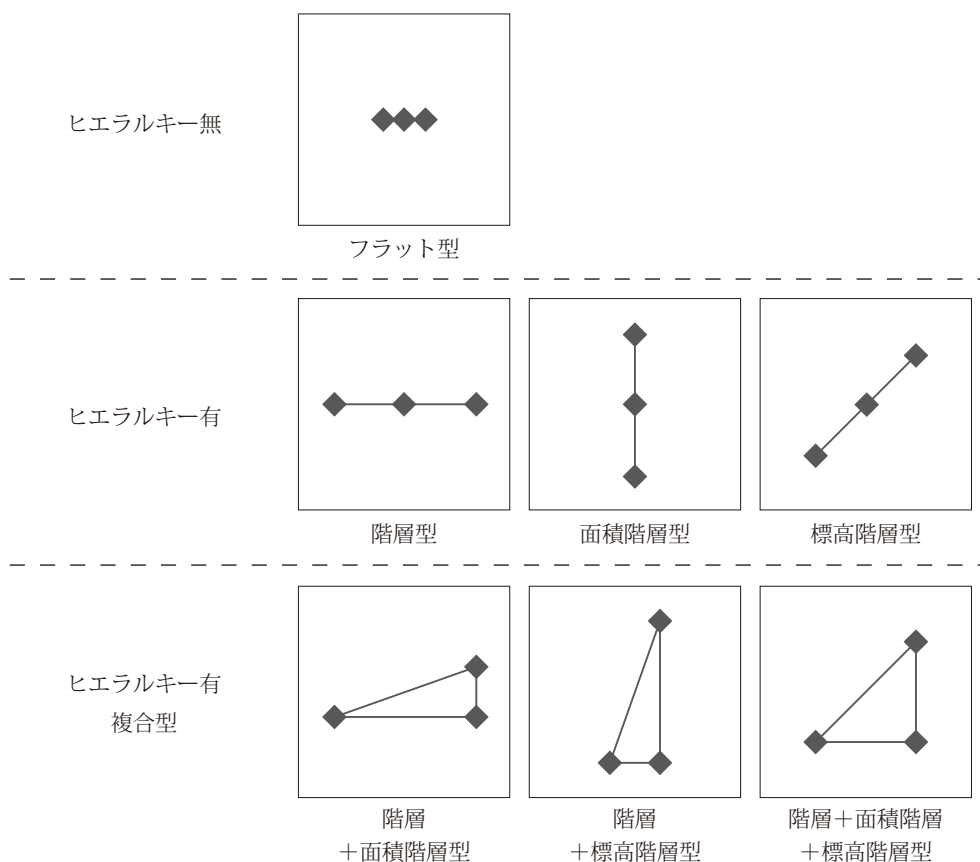 ヒエラルキー無
フラット型
ヒエラルキー有
階層型
面積階層型
標高階層型
ヒエラルキー有
複合型
階層
＋面積階層型
階層
＋標高階層型
階層＋面積階層
＋標高階層型